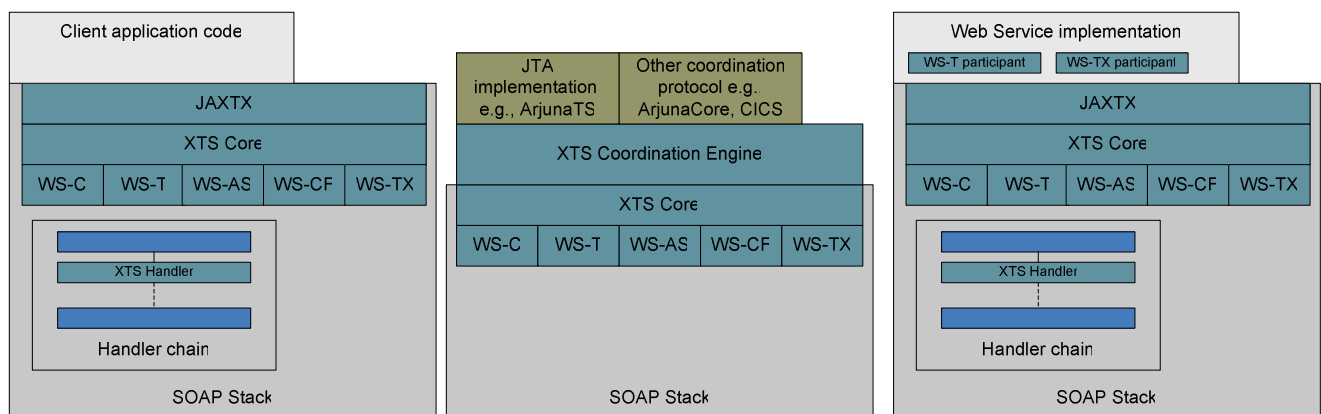 Client application code
JAXTX
XTS Core
WS-C WS-T WS-AS WS-CF WS-TX
XTS Handler
Handler chain
SOAP Stack
JTA
implementation
e.g., ArjunaTS
Other coordination
protocol e.g.
ArjunaCore, CICS
XTS Coordination Engine
XTS Core
WS-C WS-T WS-AS WS-CF WS-TX
SOAP Stack
Web Service implementation
WS-T participant WS-TX participant
JAXTX
XTS Core
WS-C WS-T WS-AS WS-CF WS-TX
XTS Handler
Handler chain
SOAP Stack